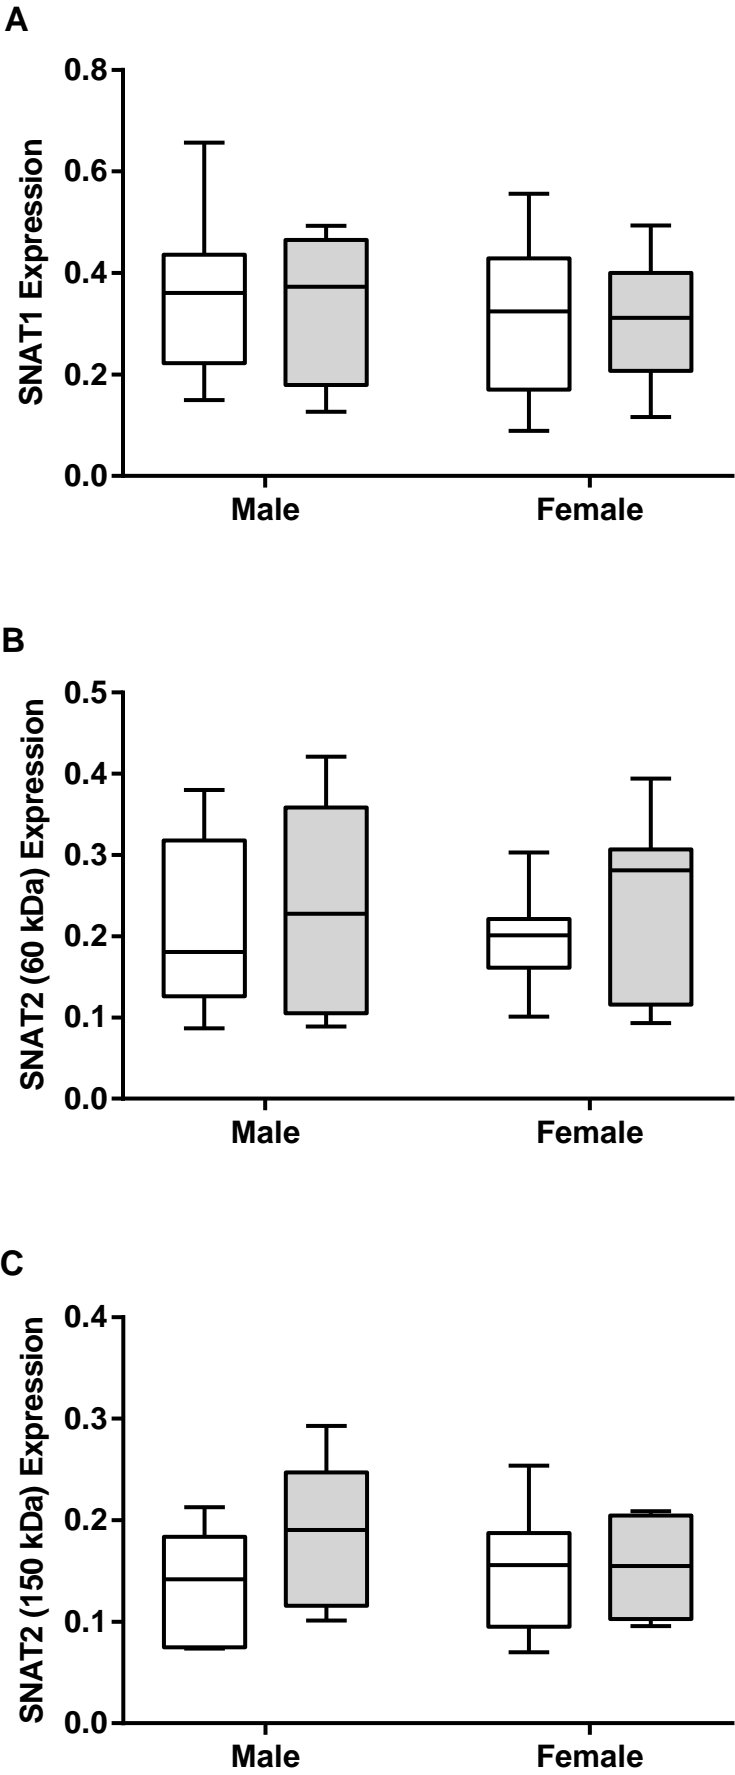 A
SNAT1 Expression
0.8
0.6
0.4
0.2
0.0
Male Female
B
SNAT2 (60 kDa) Expression
0.5
0.4
0.3
0.2
0.1
0.0
Male Female
C
SNAT2 (150 kDa) Expression
0.4
0.3
0.2
0.1
0.0
Male Female